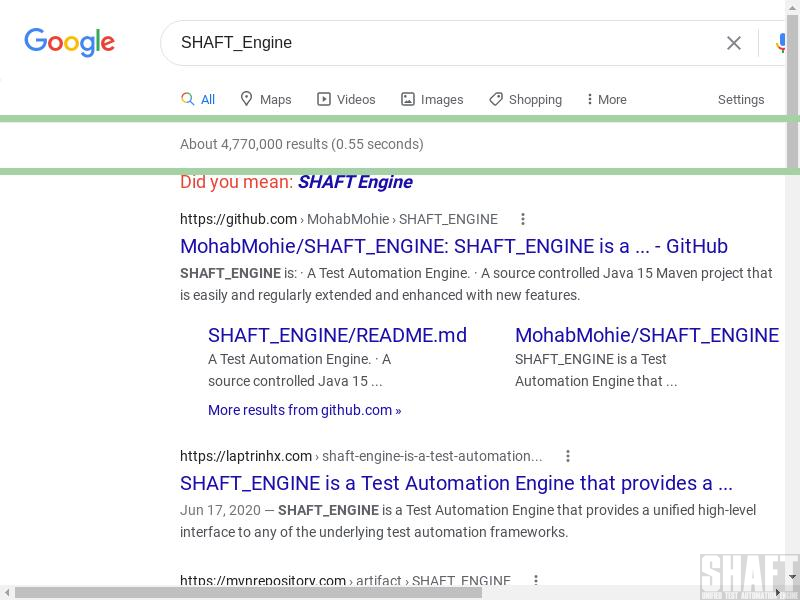 Google
SHAFT_Engine
All Maps Videos Images Shopping More Settings
About 4,770,000 results (0.55 seconds)
Did you mean: SHAFT Engine
https://github.com › MohabMohie › SHAFT_ENGINE
MohabMohie/SHAFT_ENGINE: SHAFT_ENGINE is a ... - GitHub
SHAFT_ENGINE is: · A Test Automation Engine. · A source controlled Java 15 Maven project that
is easily and regularly extended and enhanced with new features.
SHAFT_ENGINE/README.md
A Test Automation Engine. · A
source controlled Java 15 ...
MohabMohie/SHAFT_ENGINE
SHAFT_ENGINE is a Test
Automation Engine that ...
More results from github.com »
https://laptrinhx.com › shaft-engine-is-a-test-automation...
SHAFT_ENGINE is a Test Automation Engine that provides a ...
Jun 17, 2020 — SHAFT_ENGINE is a Test Automation Engine that provides a unified high-level
interface to any of the underlying test automation frameworks.
https://mvnrepository.com › artifact › SHAFT_ENGINE
SHAFT